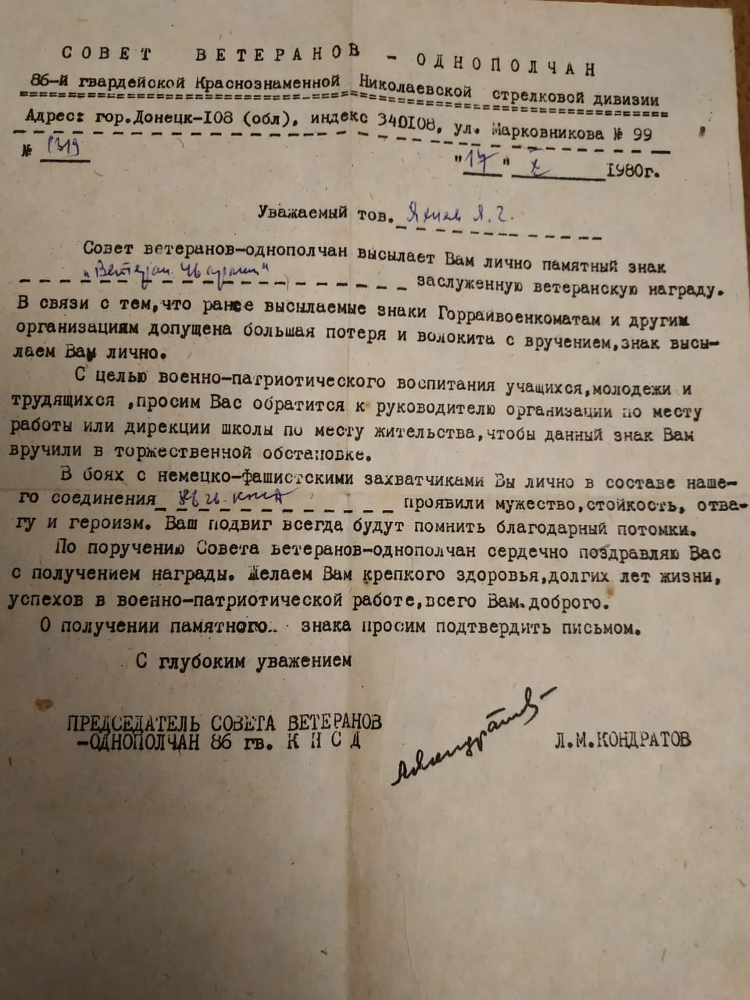 СОВЕТ ВЕТЕРАНОВ - ОДНОПОЛЧАН
86-й гвардейской Краснознаменной Николаевской стрелковой дивизии
Адрес: гор.Донецк-108 (обл), индекс 340108, ул. Марковникова № 99
№ 1319
"17" X 1980г.
Уважаемый тов.
Совет ветеранов-однополчан высылает Вам лично памятный знак
"Ветеран Гвардии" заслуженную ветеранскую награду.
В связи с тем,что ранее высылаемые знаки Горрайвоенкоматам и другим
организациям допущена большая потеря и волокита с вручением,знак высы-
лаем Вам лично.
С целью военно-патриотического воспитания учащихся,молодежи и
трудящихся ,просим Вас обратится к руководителю организации по месту
работы или дирекции школы по месту жительства,чтобы данный знак Вам
вручили в торжественной обстановке.
В боях с немецко-фашистскими захватчиками Вы лично в составе наше-
го соединения проявили мужество,стойкость, отва-
гу и героизм. Ваш подвиг всегда будут помнить благодарный потомки.
По поручению Совета ветеранов-однополчан сердечно поздравляю Вас
с получением награды. Желаем Вам крепкого здоровья,долгих лет жизни,
успехов в военно-патриотической работе,всего Вам доброго.
О получении памятного знака просим подтвердить письмом.
С глубоким уважением
ПРЕДСЕДАТЕЛЬ СОВЕТА ВЕТЕРАНОВ
-ОДНОПОЛЧАН 86 гв. К Н С Д Л.М.КОНДРАТОВ